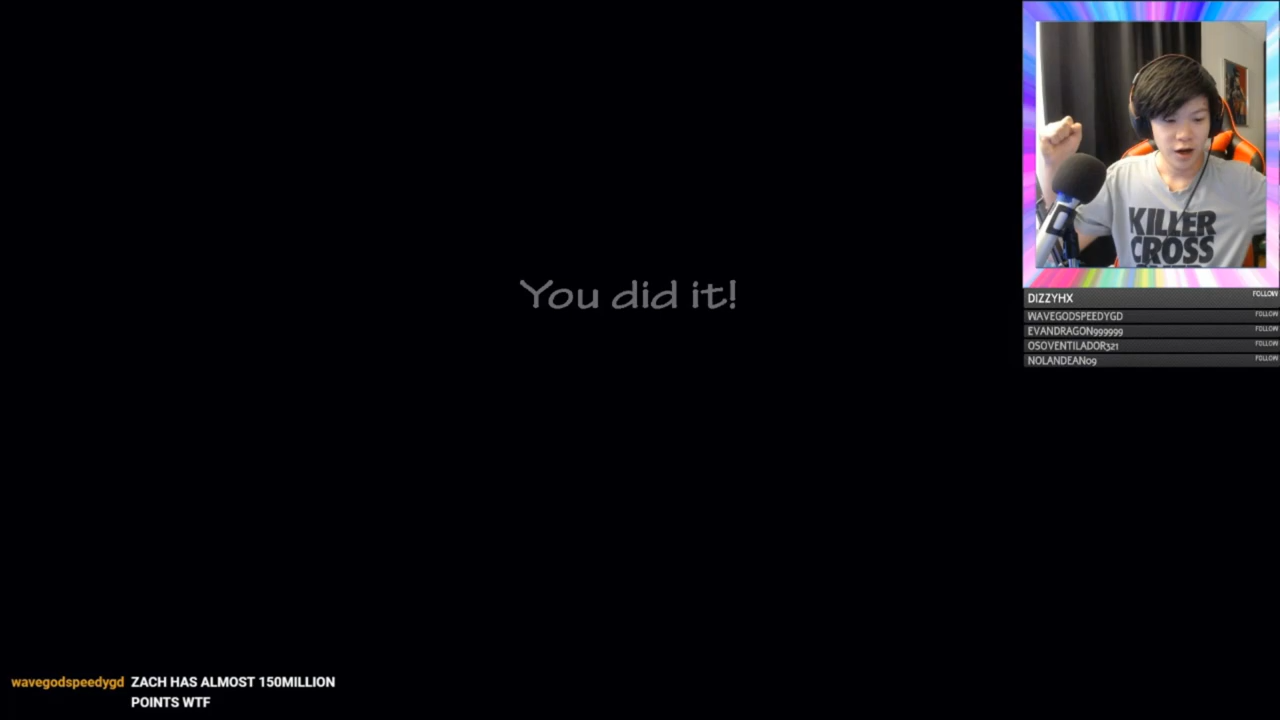 You did it!
KILLER
CROSS
DIZZYHX FOLLOW
WAVEGODSPEEDYGD FOLLOW
EVANDRAGON999999 FOLLOW
OSOVENTILADOR321 FOLLOW
NOLANDEAN09 FOLLOW
wavegodspeedygd ZACH HAS ALMOST 150MILLION
POINTS WTF